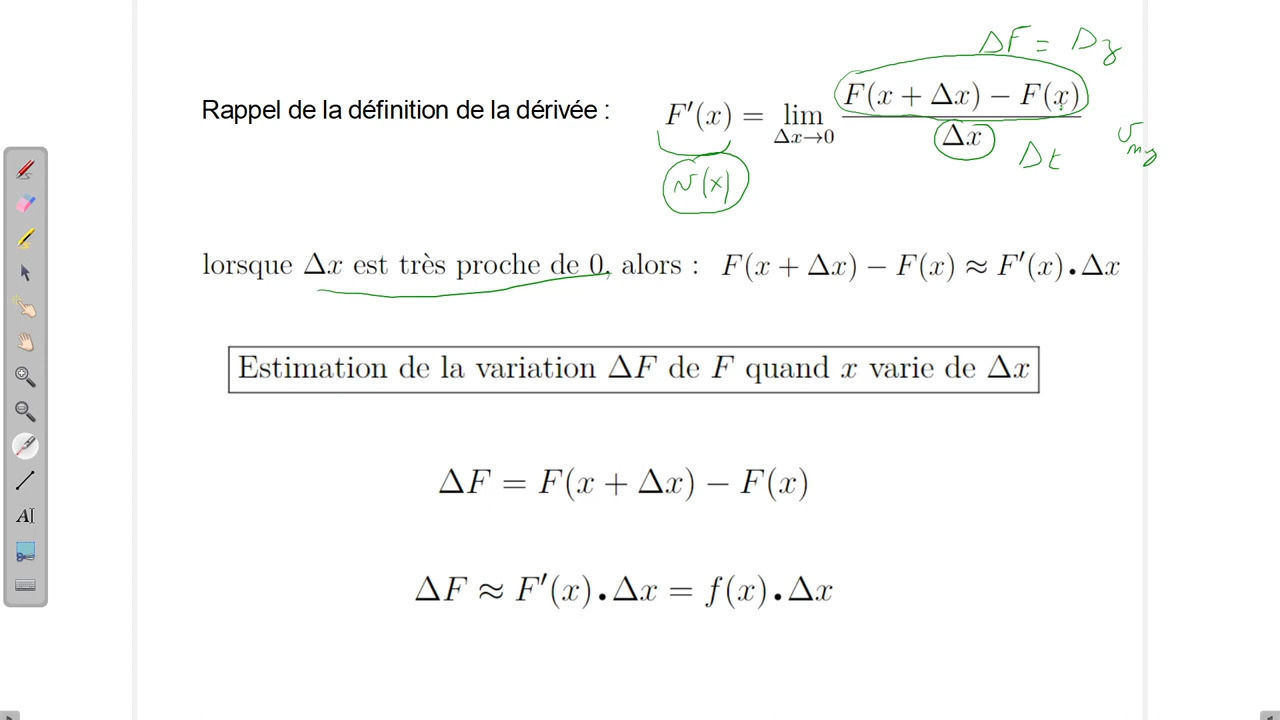 ΔF = Δy
Rappel de la définition de la dérivée : F′(x) = lim Δx→0 F(x + Δx) − F(x) / Δx
Δt
v(x)
lorsque Δx est très proche de 0, alors : F(x + Δx) − F(x) ≈ F′(x) • Δx
Estimation de la variation ΔF de F quand x varie de Δx
ΔF = F(x + Δx) − F(x)
ΔF ≈ F′(x) • Δx = f(x) • Δx
AI